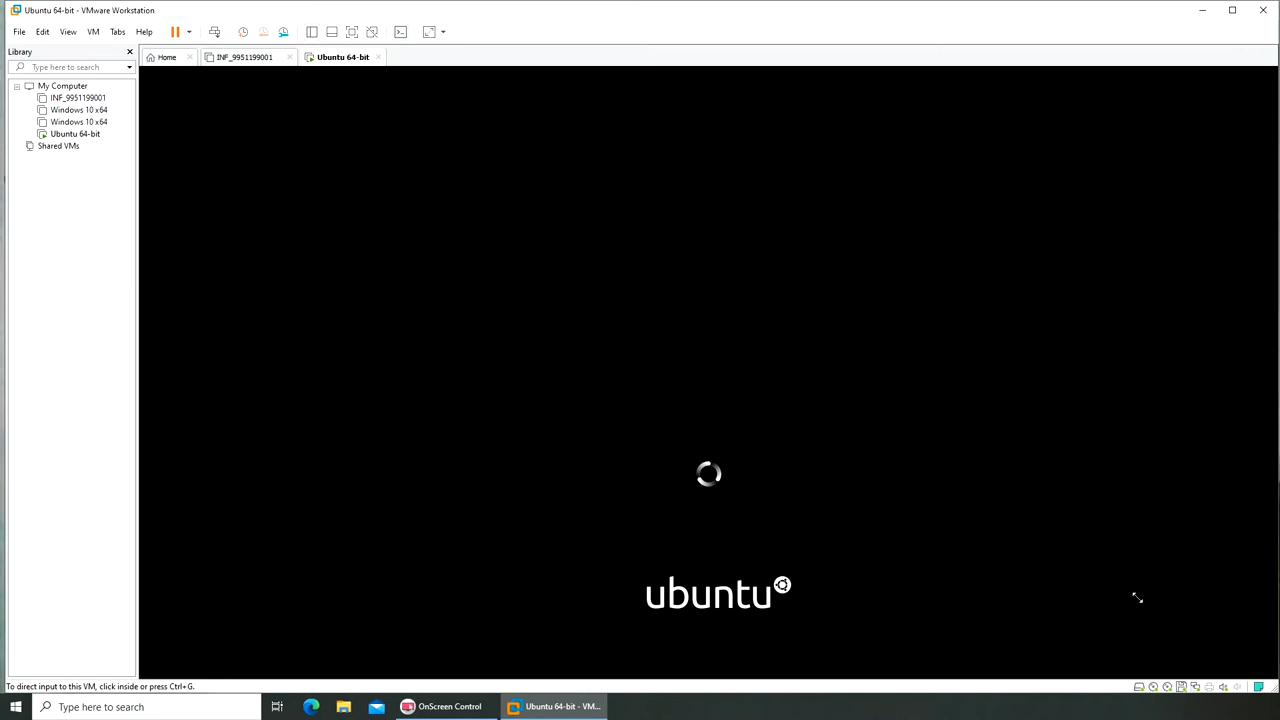 Ubuntu 64-bit - VMware Workstation
File Edit View VM Tabs Help
Library
Type here to search
Home
INF_9951199001
Ubuntu 64-bit
My Computer
INF_9951199001
Windows 10 x64
Windows 10 x64
Ubuntu 64-bit
Shared VMs
ubuntu
To direct input to this VM, click inside or press Ctrl+G.
Type here to search
OnScreen Control
Ubuntu 64-bit - VM...